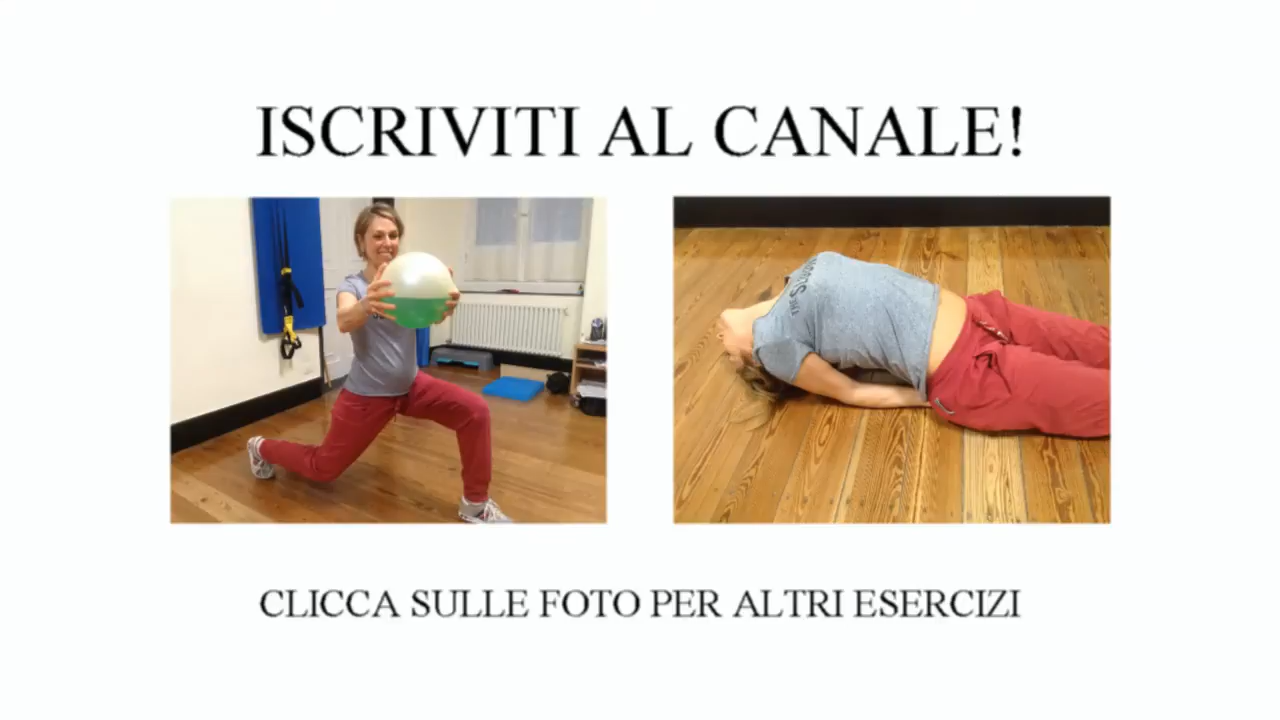 ISCRIVITI AL CANALE!
CLICCA SULLE FOTO PER ALTRI ESERCIZI